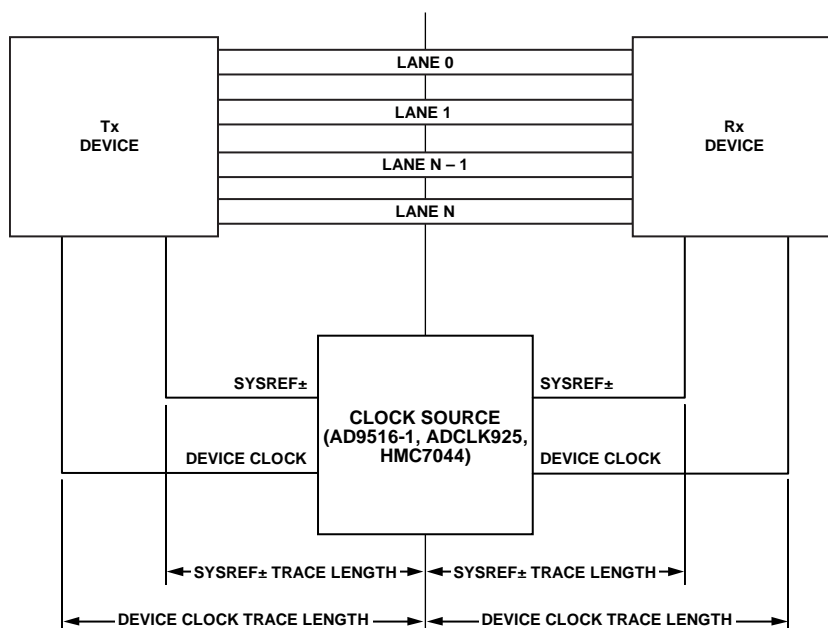 LANE 0
LANE 1
LANE N – 1
LANE N
Tx
DEVICE
Rx
DEVICE
SYSREF±
SYSREF±
CLOCK SOURCE
(AD9516-1, ADCLK925,
HMC7044)
DEVICE CLOCK
DEVICE CLOCK
SYSREF± TRACE LENGTH
SYSREF± TRACE LENGTH
DEVICE CLOCK TRACE LENGTH
DEVICE CLOCK TRACE LENGTH